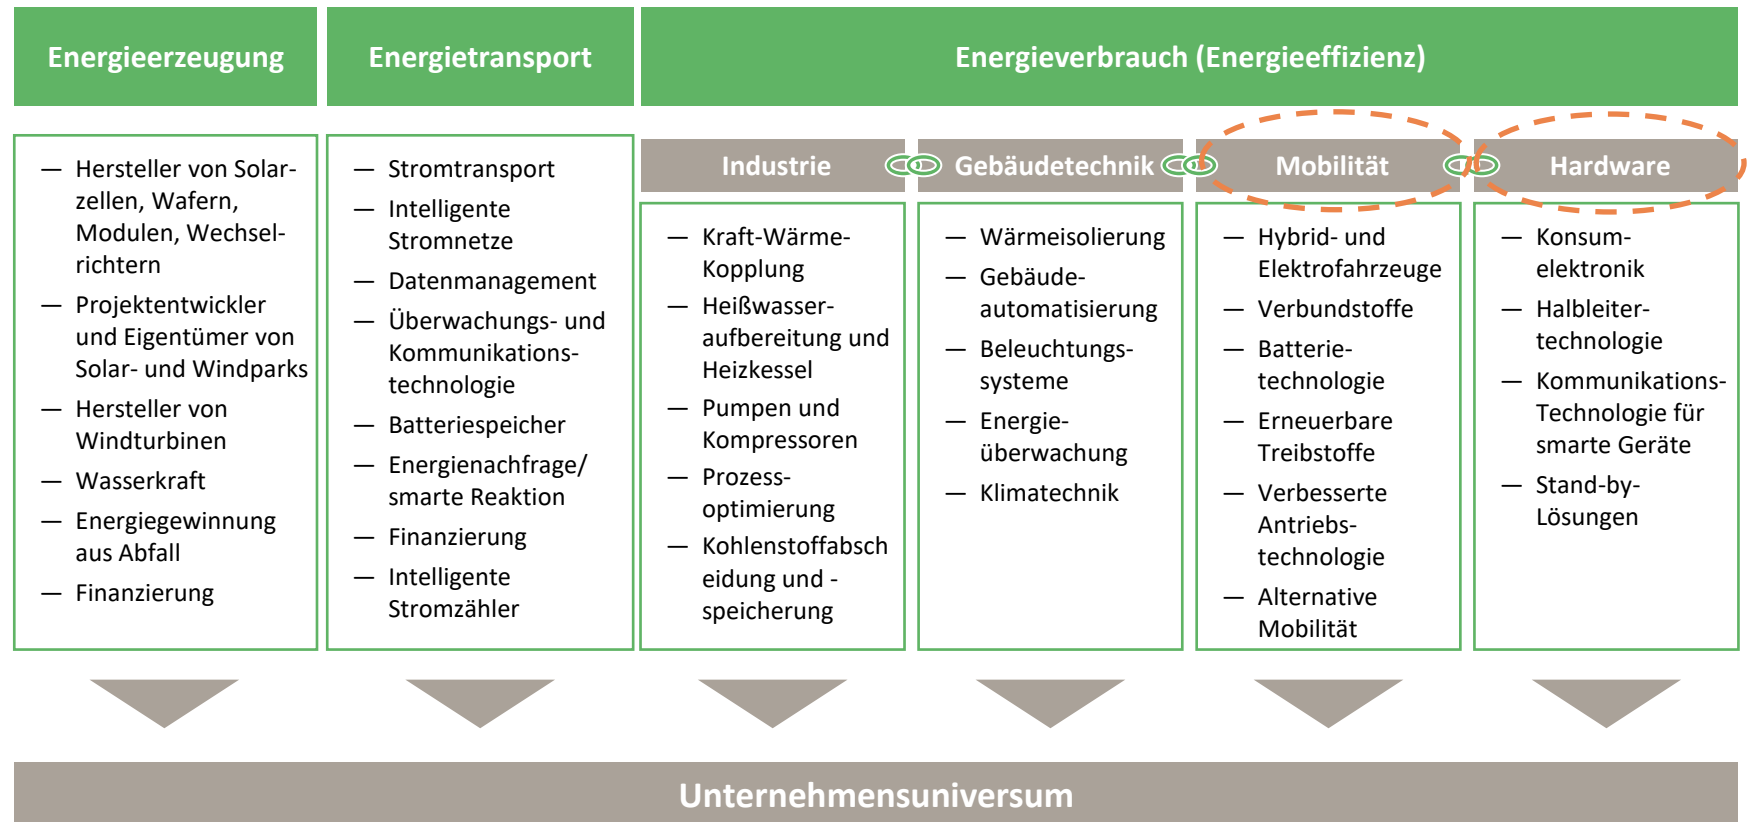 Energieerzeugung
Energietransport
Energieverbrauch (Energieeffizienz)
— Hersteller von Solar-
zellen, Wafern,
Modulen, Wechsel-
richtern
— Projektentwickler
und Eigentümer von
Solar- und Windparks
— Hersteller von
Windturbinen
— Wasserkraft
— Energiegewinnung
aus Abfall
— Finanzierung
— Stromtransport
— Intelligente
Stromnetze
— Datenmanagement
— Überwachungs- und
Kommunikations-
technologie
— Batteriespeicher
— Energienachfrage/
smarte Reaktion
— Finanzierung
— Intelligente
Stromzähler
Industrie
— Kraft-Wärme-
Kopplung
— Heißwasser-
aufbereitung und
Heizkessel
— Pumpen und
Kompressoren
— Prozess-
optimierung
— Kohlenstoffabsch
eidung und -
speicherung
Gebäudetechnik
— Wärmeisolierung
— Gebäude-
automatisierung
— Beleuchtungs-
systeme
— Energie-
überwachung
— Klimatechnik
Mobilität
— Hybrid- und
Elektrofahrzeuge
— Verbundstoffe
— Batterie-
technologie
— Erneuerbare
Treibstoffe
— Verbesserte
Antriebs-
technologie
— Alternative
Mobilität
Hardware
— Konsum-
elektronik
— Halbleiter-
technologie
— Kommunikations-
Technologie für
smarte Geräte
— Stand-by-
Lösungen
Unternehmensuniversum